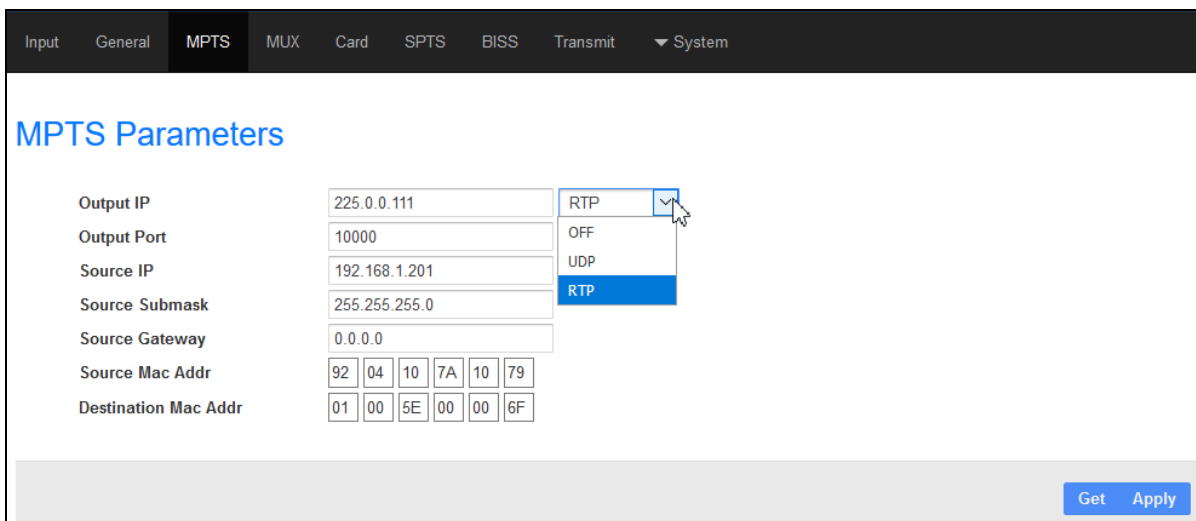 Input General MPTS MUX Card SPTS BISS Transmit System
MPTS Parameters
Output IP 225.0.0.111 RTP
OFF
UDP
RTP
Output Port 10000
Source IP 192.168.1.201
Source Submask 255.255.255.0
Source Gateway 0.0.0.0
Source Mac Addr 92 04 10 7A 10 79
Destination Mac Addr 01 00 5E 00 00 6F
Get Apply